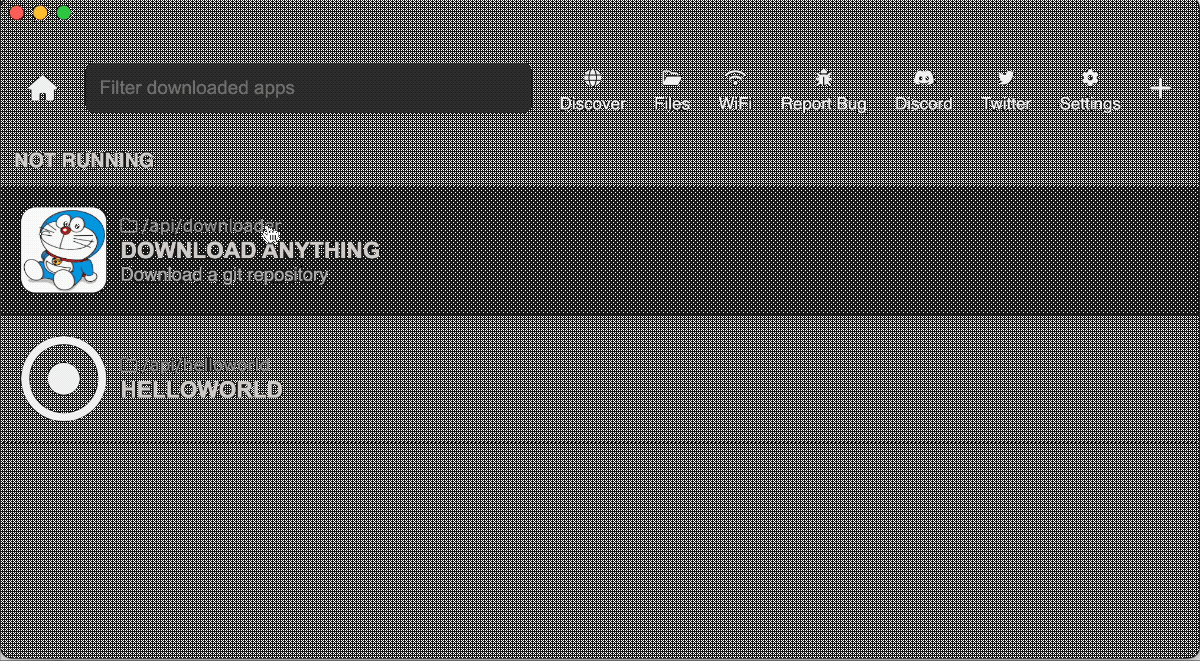 Filter downloaded apps
Discover
Files
WiFi
Report Bug
Discord
Twitter
Settings
NOT RUNNING
/api/downloader
DOWNLOAD ANYTHING
Download a git repository
HELLOWORLD